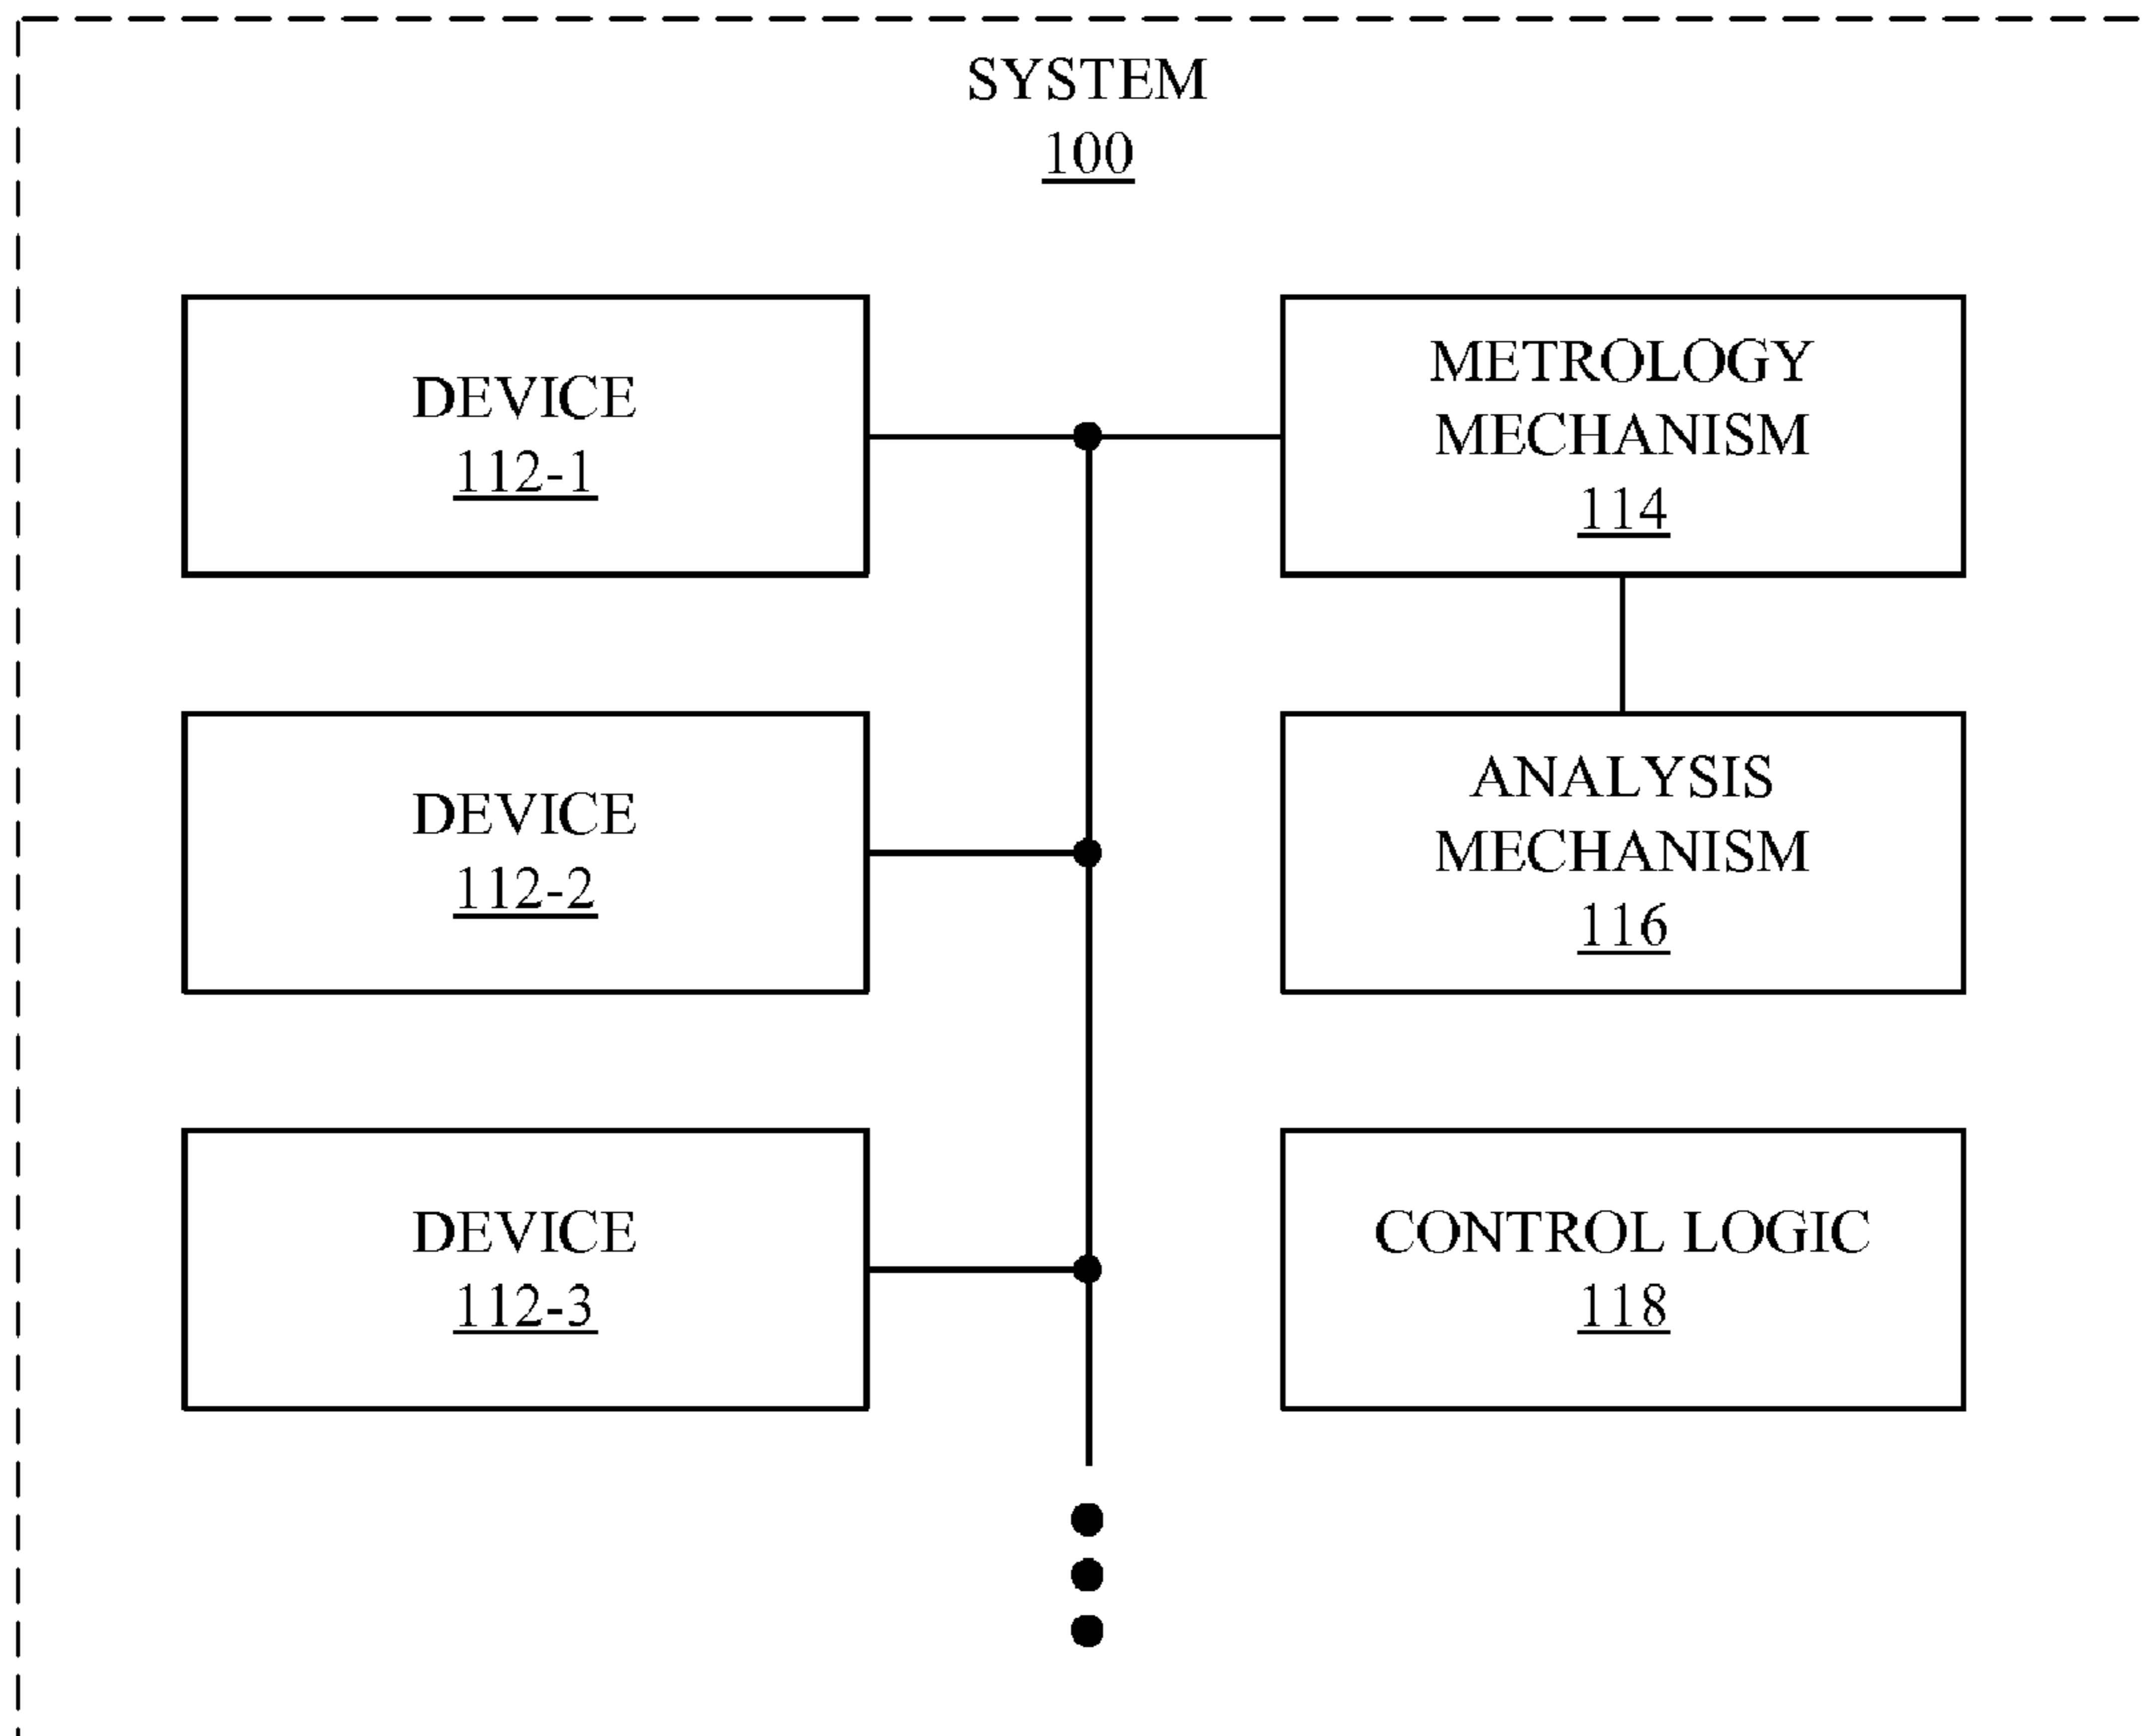 SYSTEM
100
DEVICE
112-1
METROLOGY
MECHANISM
114
DEVICE
112-2
ANALYSIS
MECHANISM
116
DEVICE
112-3
CONTROL LOGIC
118